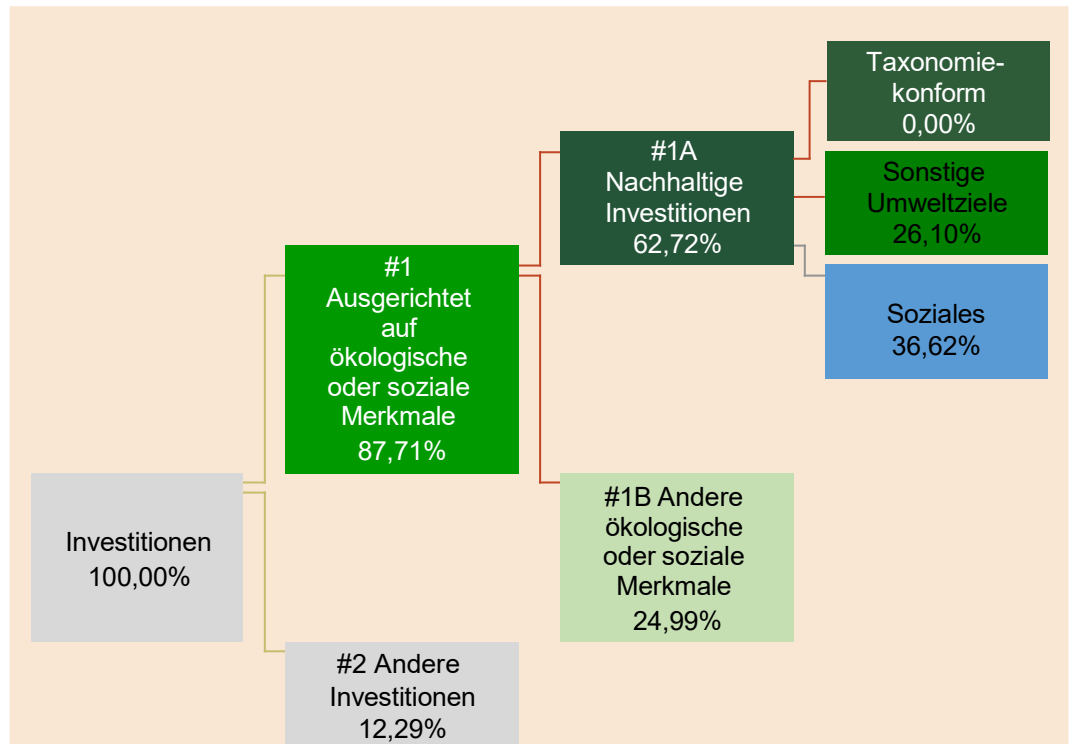 Investitionen
100,00%
#1
Ausgerichtet
auf
ökologische
oder soziale
Merkmale
87,71%
#2 Andere
Investitionen
12,29%
#1A
Nachhaltige
Investitionen
62,72%
#1B Andere
ökologische
oder soziale
Merkmale
24,99%
Taxonomie-
konform
0,00%
Sonstige
Umweltziele
26,10%
Soziales
36,62%